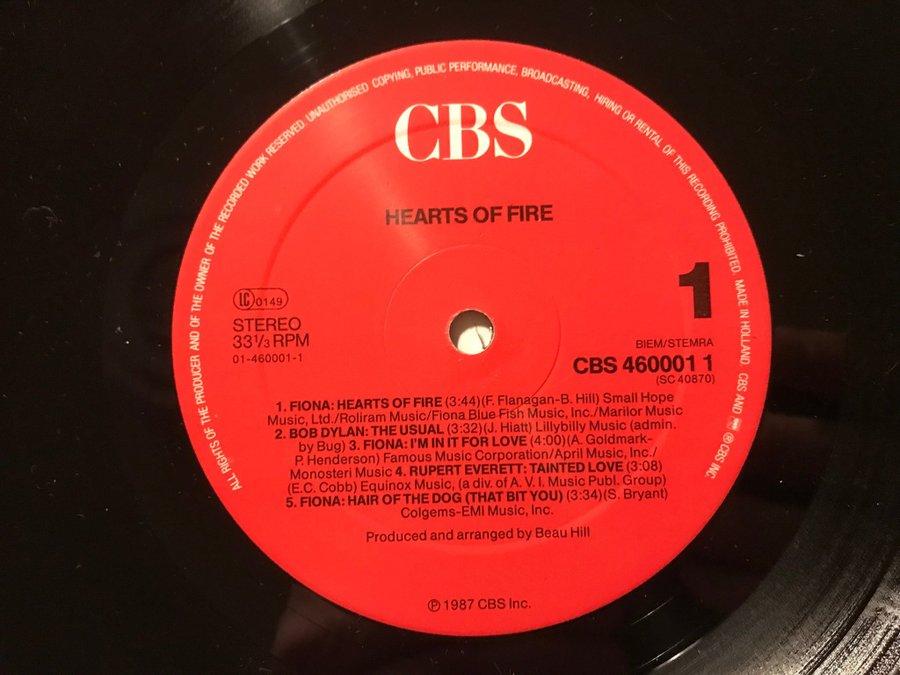 ALL RIGHTS OF THE PRODUCER AND OF THE OWNER OF THE RECORDED WORK RESERVED. UNAUTHORISED COPYING, PUBLIC PERFORMANCE, BROADCASTING, HIRING OR RENTAL OF THIS RECORDING PROHIBITED. MADE IN HOLLAND. CBS AND ℗ CBS INC.
CBS
HEARTS OF FIRE
LC 0149
STEREO
33⅓ RPM
01-460001-1
1
BIEM/STEMRA
CBS 460001 1
(SC 40870)
1. FIONA: HEARTS OF FIRE (3:44)(F. Flanagan-B. Hill) Small Hope
Music, Ltd./Roliram Music/Fiona Blue Fish Music, Inc./Marilor Music
2. BOB DYLAN: THE USUAL (3:32)(J. Hiatt) Lillybilly Music (admin.
by Bug) 3. FIONA: I'M IN IT FOR LOVE (4:00)(A. Goldmark-
P. Henderson) Famous Music Corporation/April Music, Inc./
Monosteri Music 4. RUPERT EVERETT: TAINTED LOVE (3:08)
(E.C. Cobb) Equinox Music, (a div. of A. V. I. Music Publ. Group)
5. FIONA: HAIR OF THE DOG (THAT BIT YOU) (3:34)(S. Bryant)
Colgems-EMI Music, Inc.
Produced and arranged by Beau Hill
℗ 1987 CBS Inc.